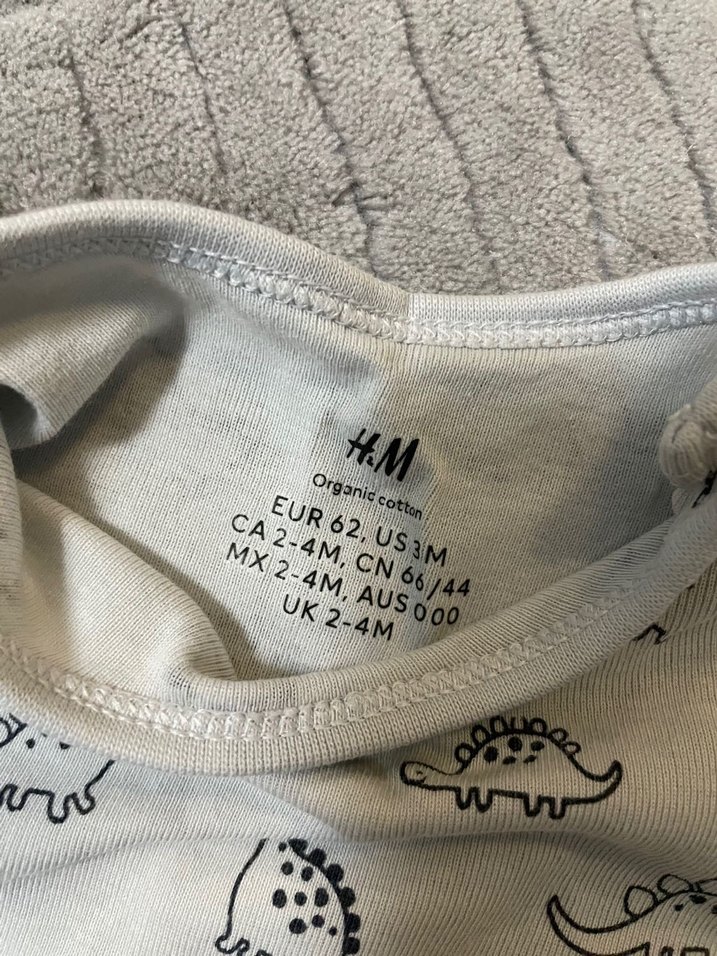 H&M
Organic cotton
EUR 62, US 3M
CA 2-4M, CN 66/44
MX 2-4M, AUS 000
UK 2-4M